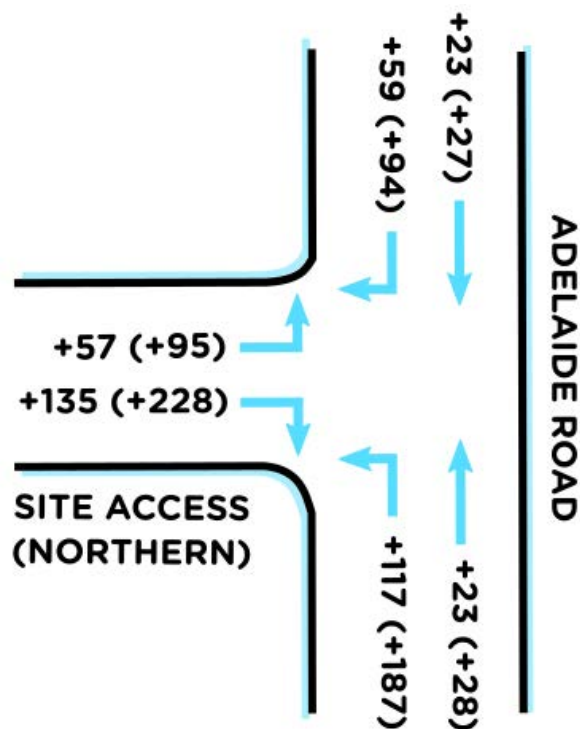 +59 (+94)
+23 (+27)
ADELAIDE ROAD
+57 (+95)
+135 (+228)
SITE ACCESS
(NORTHERN)
+117 (+187)
+23 (+28)